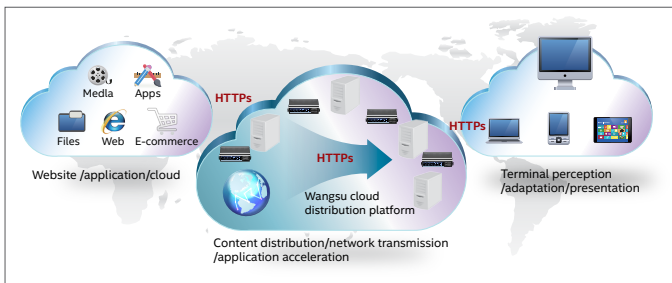 Medla
Apps
Files
Web
E-commerce
Website /application/cloud
HTTPs
HTTPs
Wangsu cloud
distribution platform
Content distribution/network transmission
/application acceleration
HTTPs
Terminal perception
/adaptation/presentation